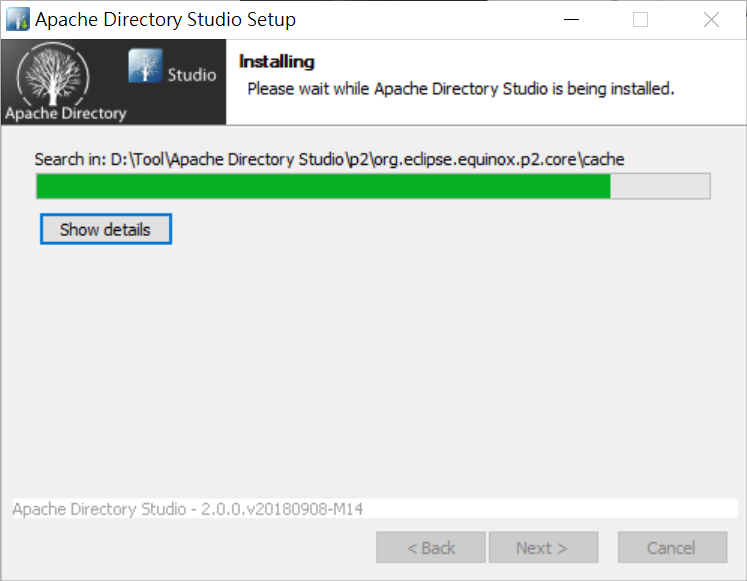 Apache Directory Studio Setup
Studio
Apache Directory
Installing
Please wait while Apache Directory Studio is being installed.
Search in: D:\Tool\Apache Directory Studio\p2\org.eclipse.equinox.p2.core\cache
Show details
Apache Directory Studio - 2.0.0.v20180908-M14
< Back
Next >
Cancel